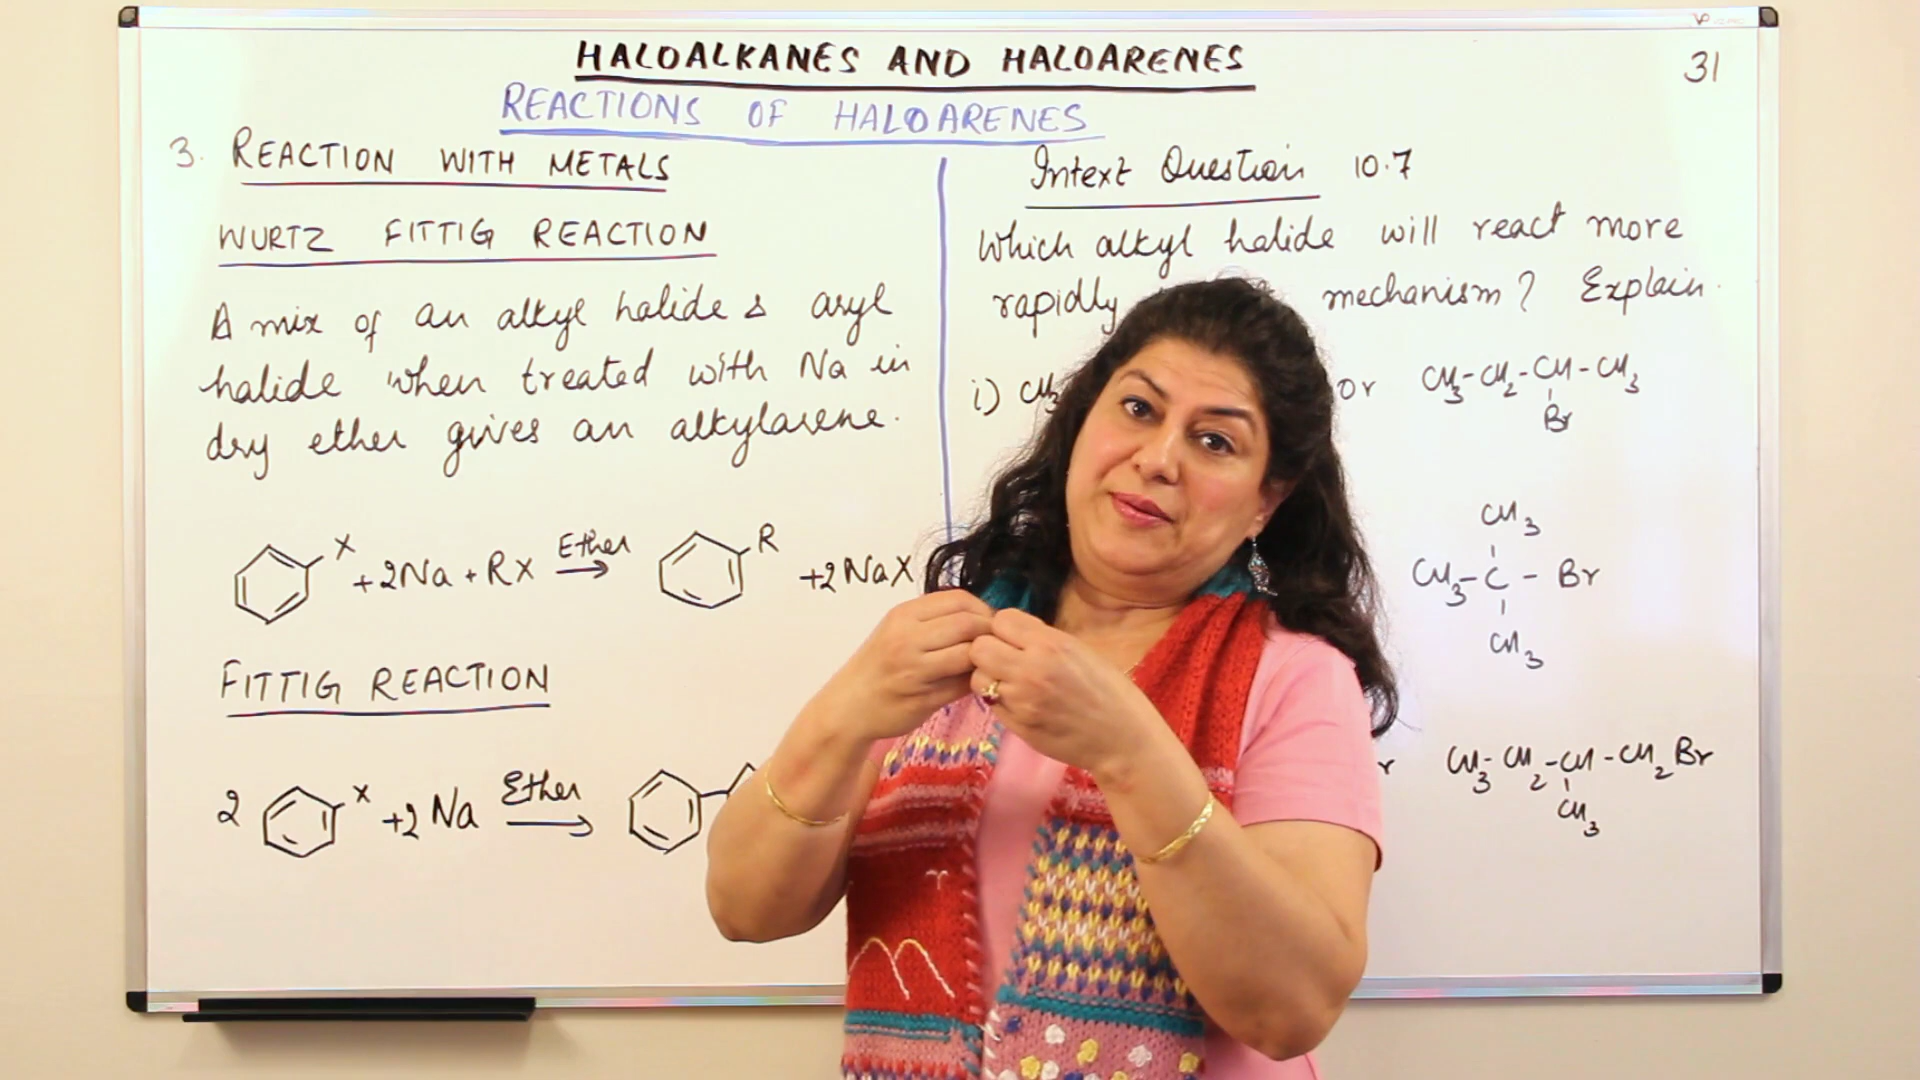 HALOALKANES AND HALOARENES
31
REACTIONS OF HALOARENES
3. REACTION WITH METALS
WURTZ FITTIG REACTION
A mix of an alkyl halide & aryl
halide when treated with Na in
dry ether gives an alkylarene.
X
+2Na + RX
Ether
R
+2NaX
FITTIG REACTION
2
X
+2Na
Ether
Intext Question 10.7
Which alkyl halide will react more
rapidly mechanism? Explain.
i) CH3 or CH3-CH2-CH-CH3
Br
CH3
CH3-C-Br
CH3
r CH3-CH2-CH-CH2Br
CH3